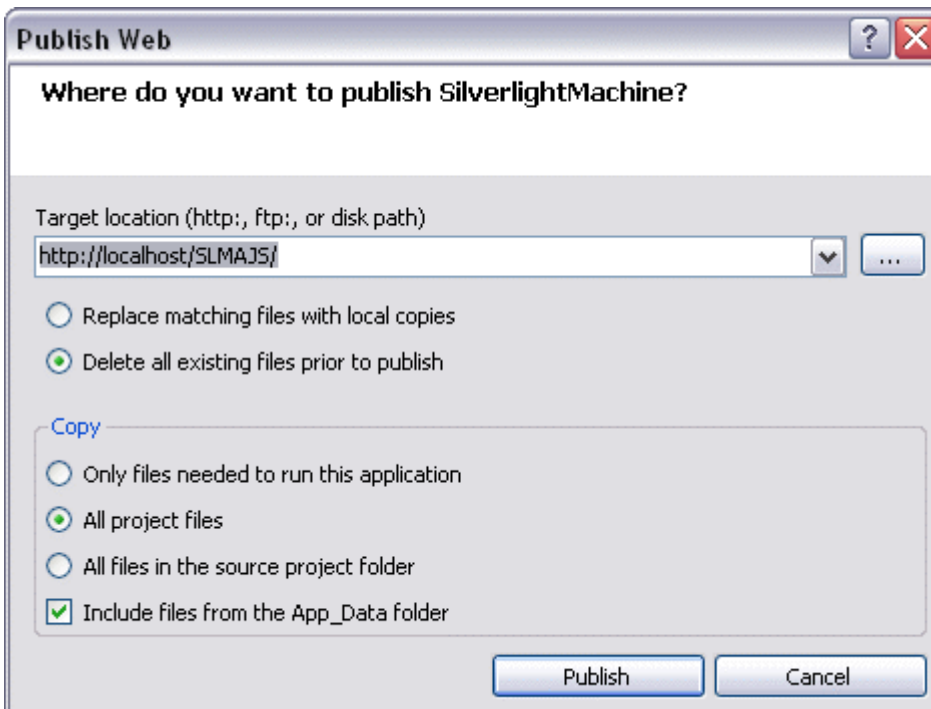 Publish Web
Where do you want to publish SilverlightMachine?
Target location (http:, ftp:, or disk path)
http://localhost/SLMAJS/
...
Replace matching files with local copies
Delete all existing files prior to publish
Copy
Only files needed to run this application
All project files
All files in the source project folder
Include files from the App_Data folder
Publish Cancel